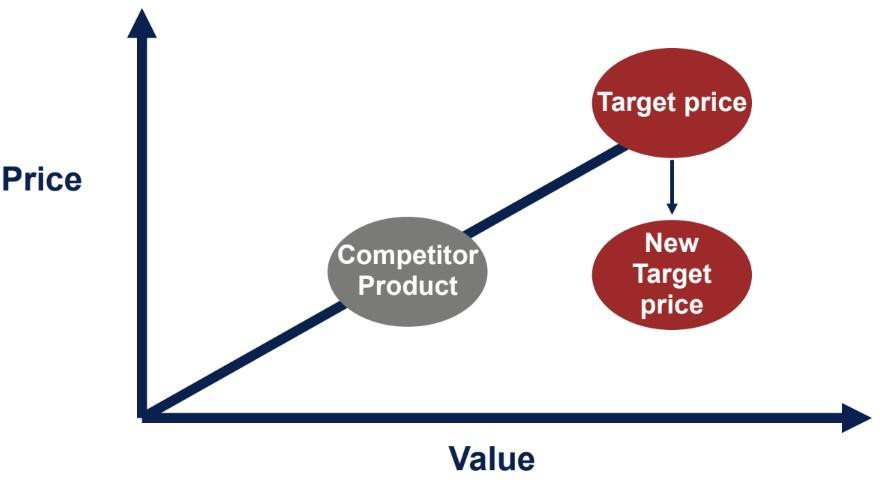 Target price
Price
New
Target
price
Competitor
Product
Value